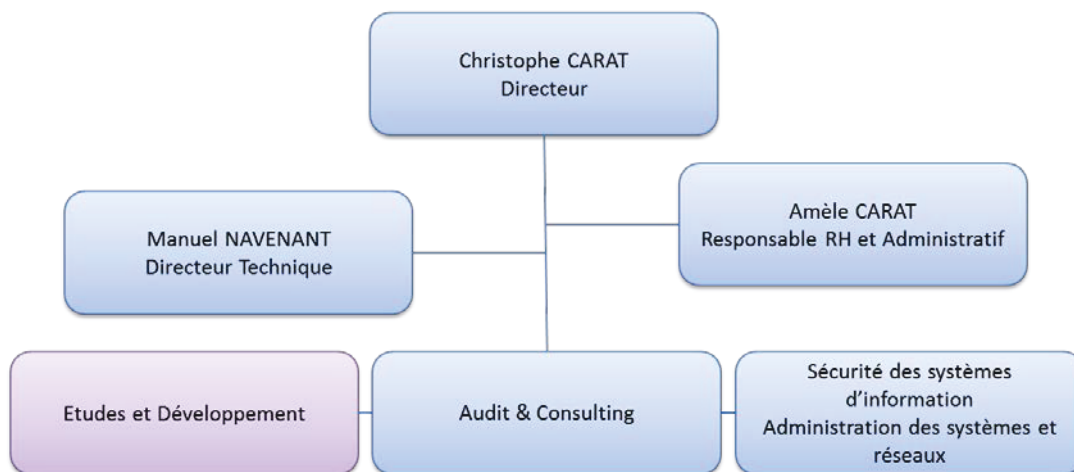 Christophe CARAT
Directeur
Amèle CARAT
Responsable RH et Administratif
Manuel NAVENANT
Directeur Technique
Etudes et Développement
Audit & Consulting
Sécurité des systèmes
d’information
Administration des systèmes et
réseaux